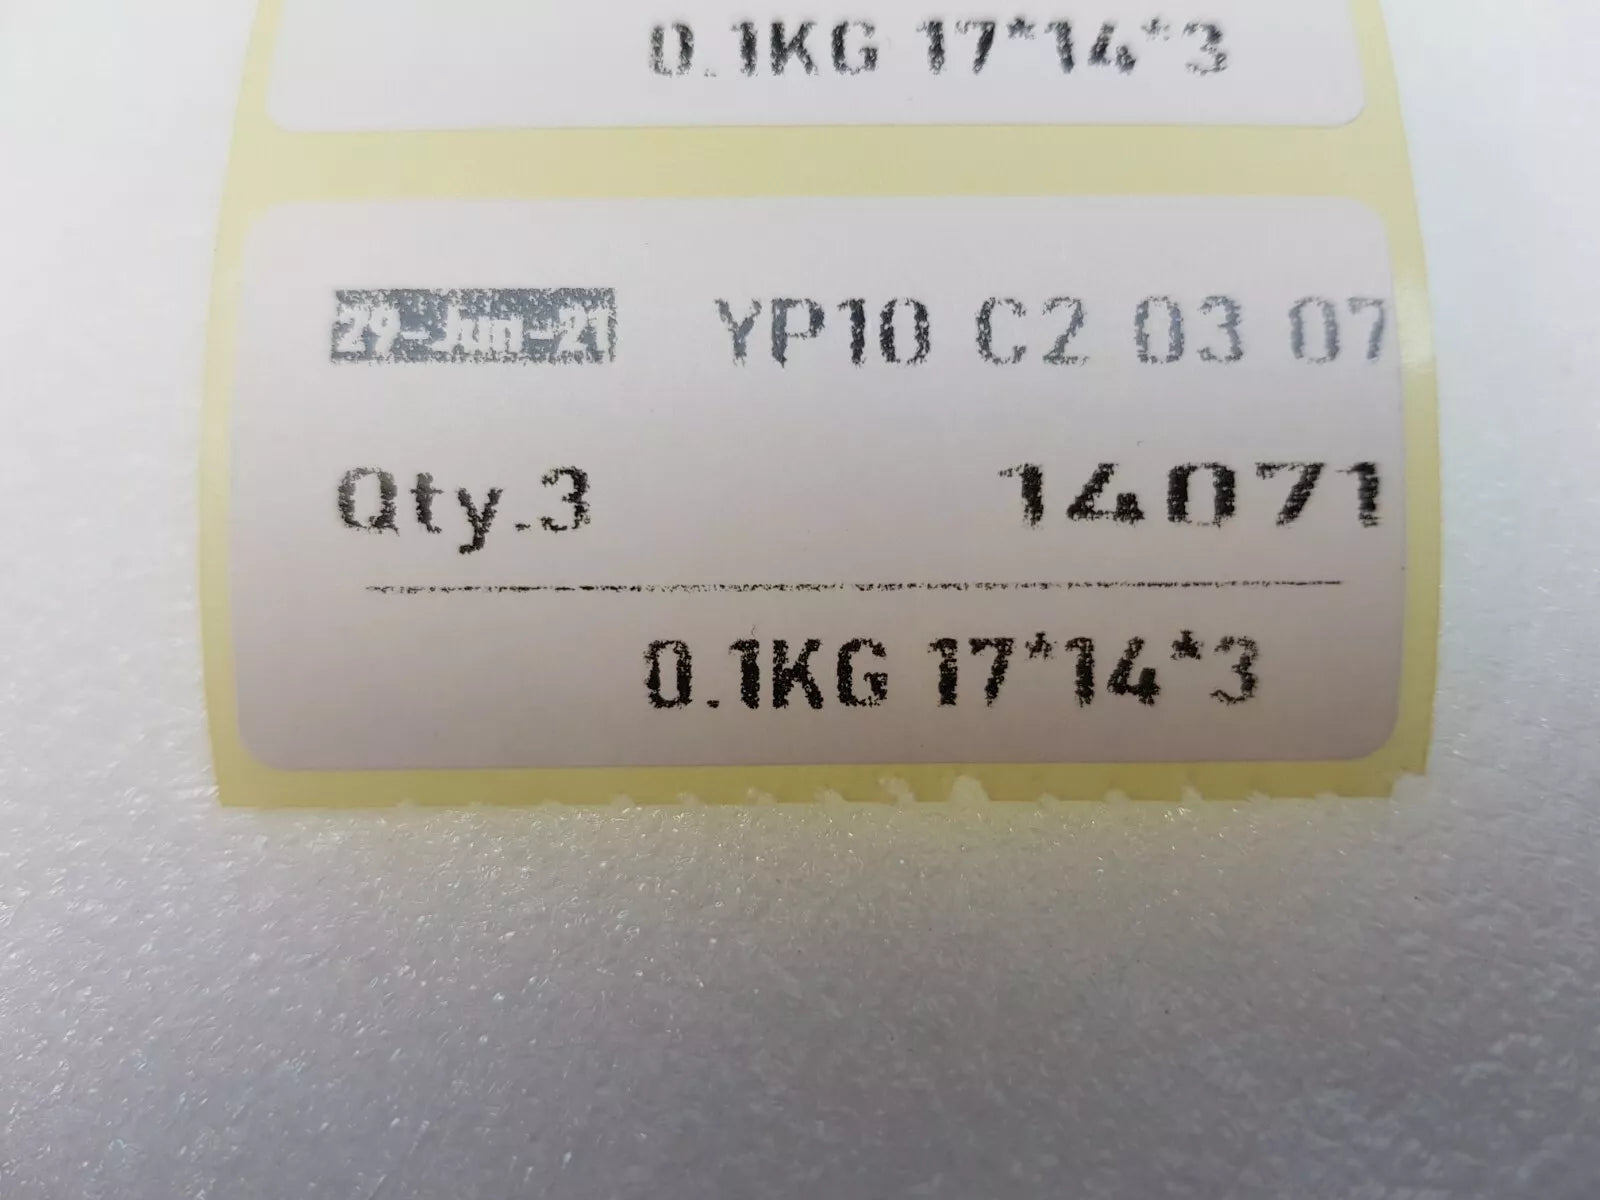 0.1KG 17*14*3
29-Jun-21 YP10 C2 03 07
Qty.3 14071
0.1KG 17*14*3